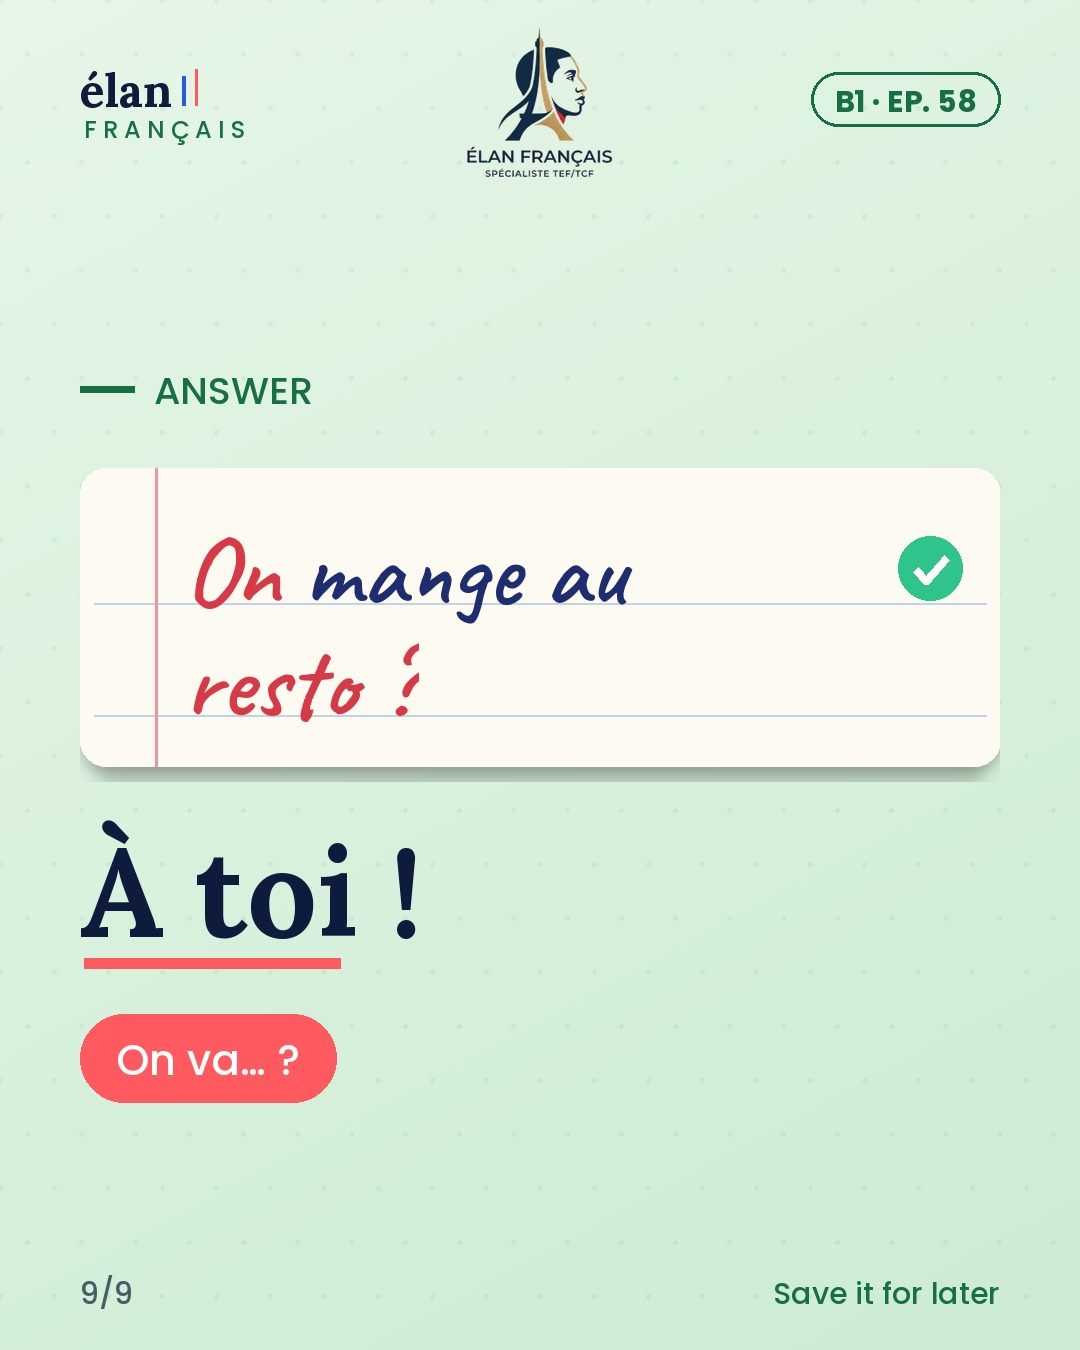 élan
FRANÇAIS
ÉLAN FRANÇAIS
SPÉCIALISTE TEF/TCF
B1 · EP. 58
ANSWER
On mange au
resto ?
À toi !
On va... ?
9/9
Save it for later